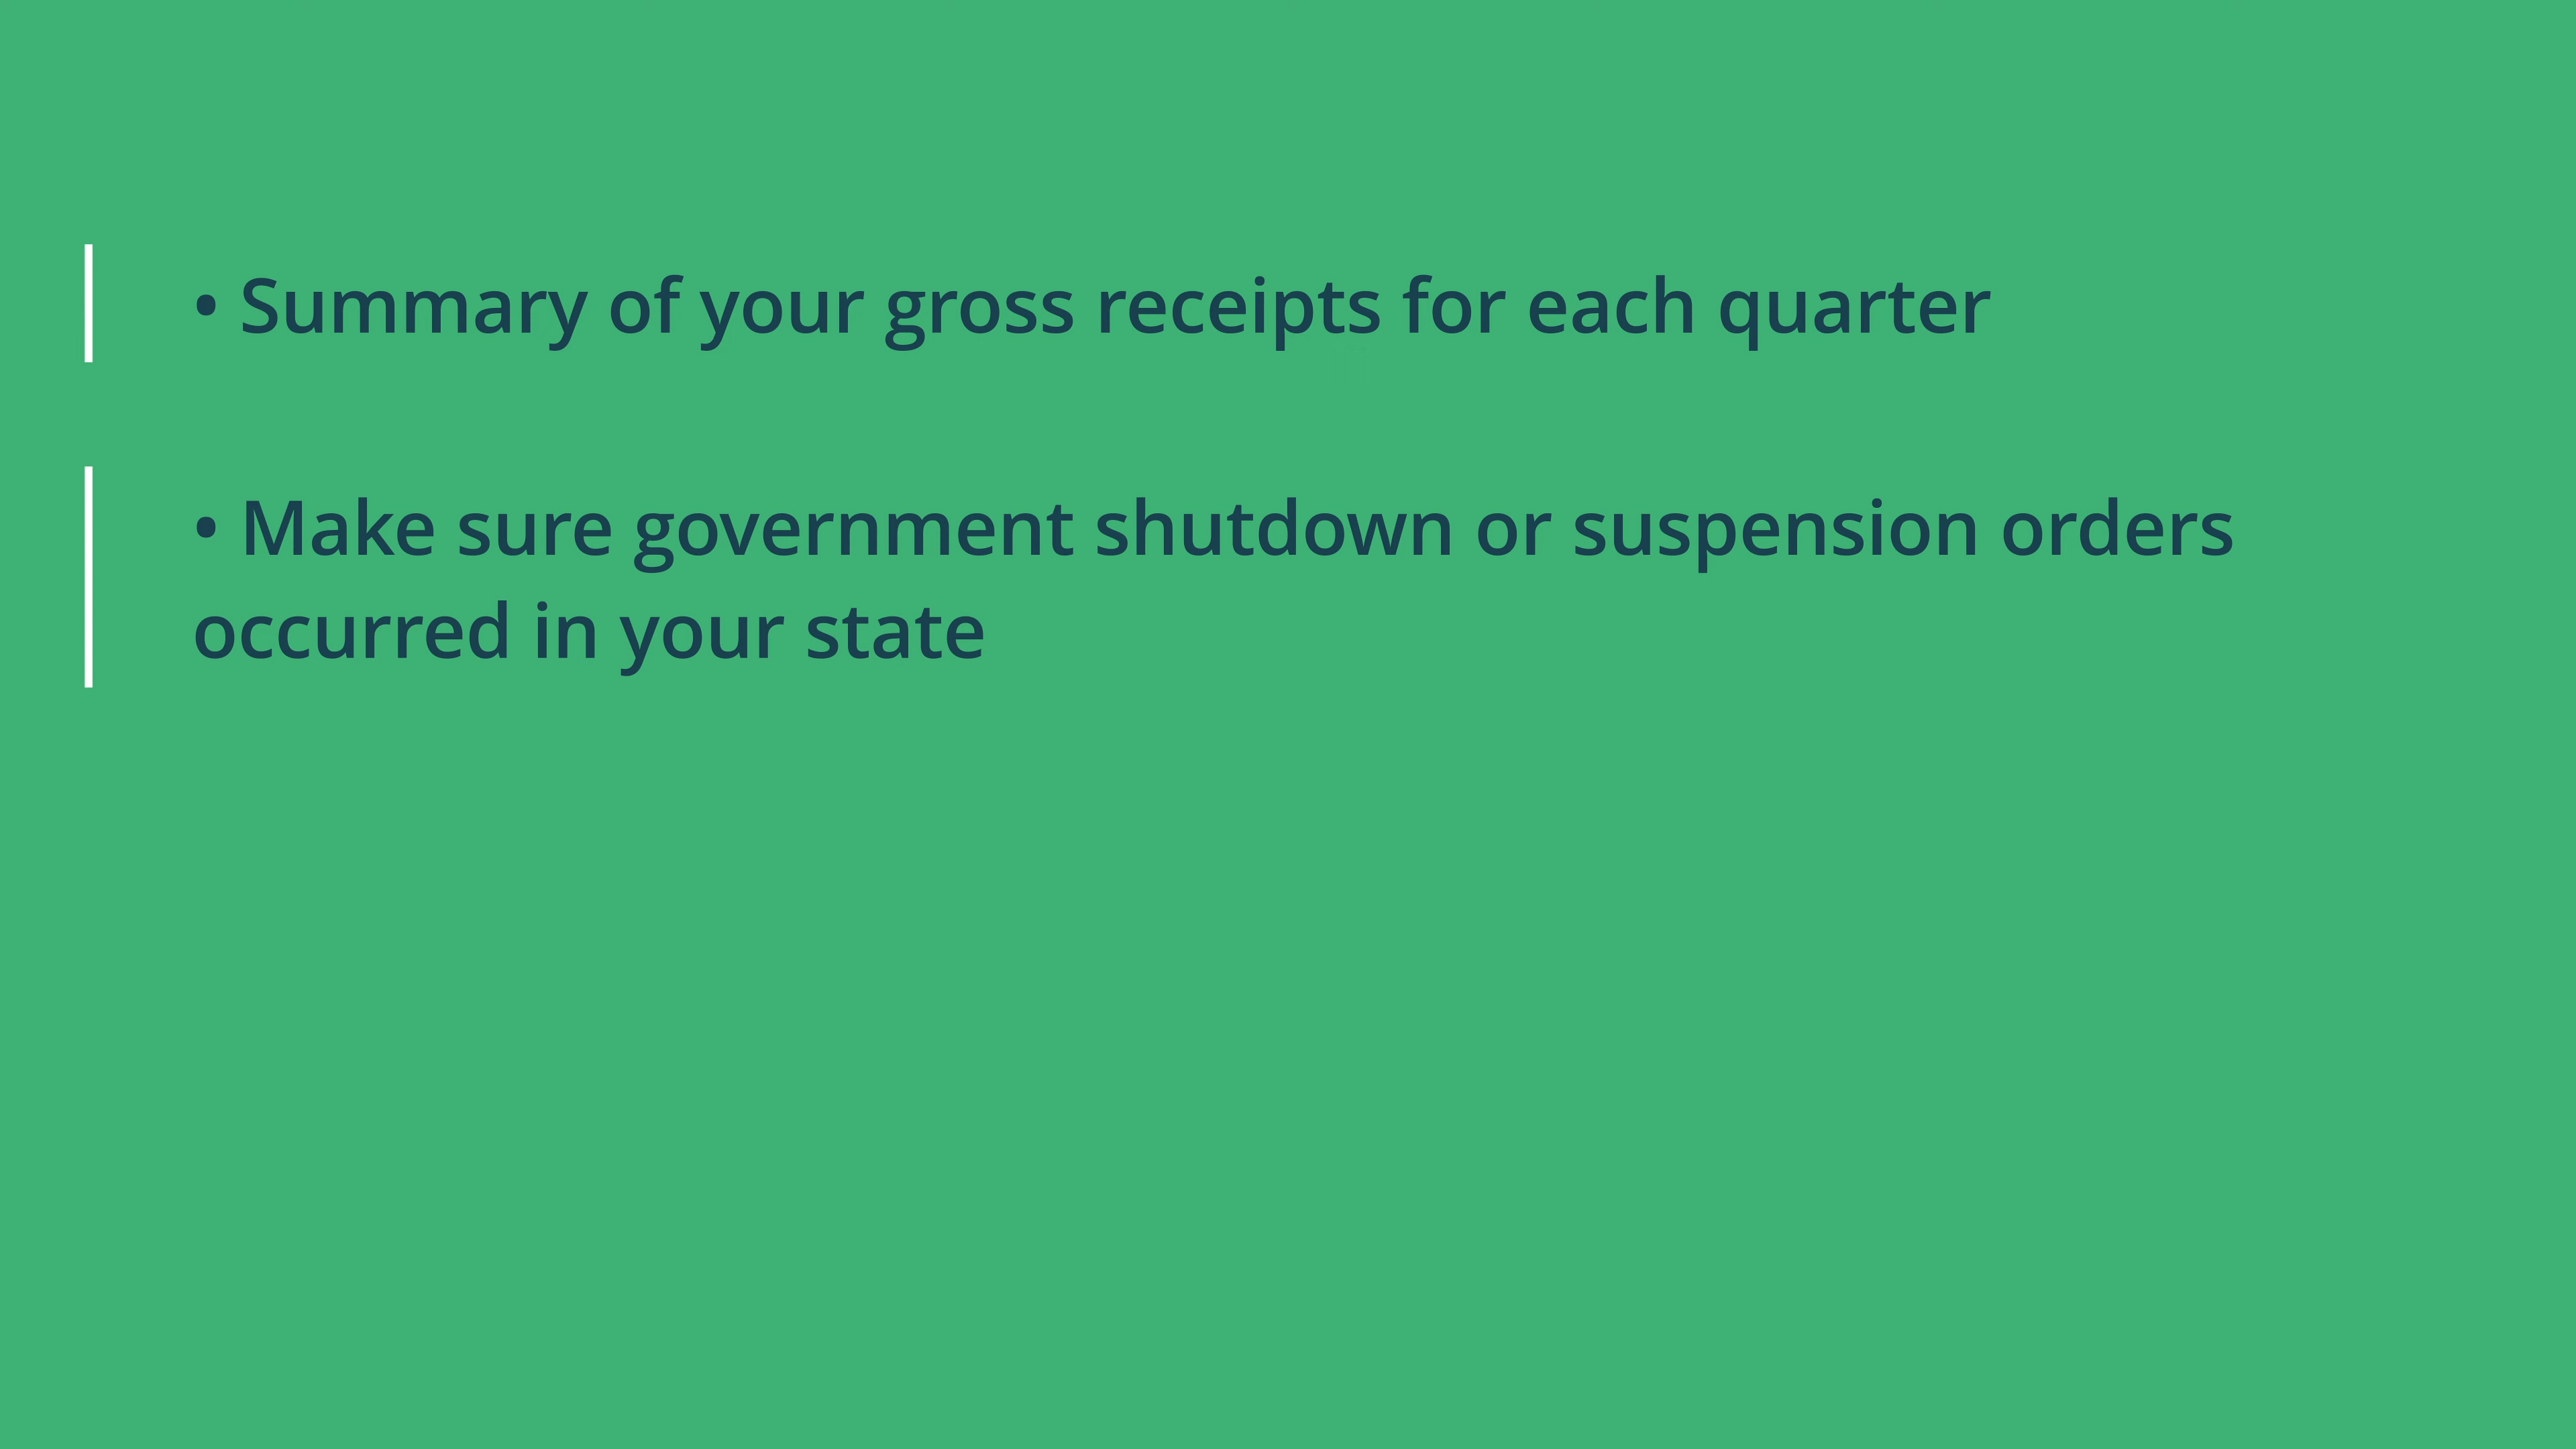 • Summary of your gross receipts for each quarter
• Make sure government shutdown or suspension orders
occurred in your state